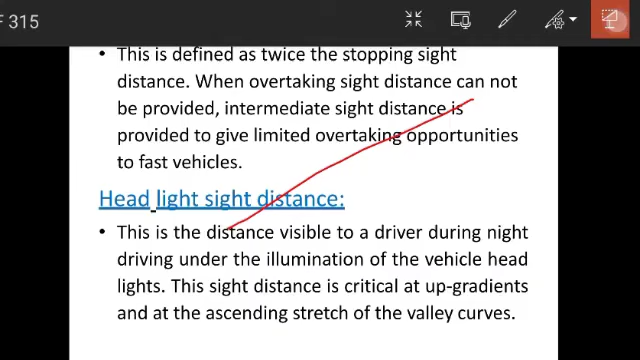 F 315
• This is defined as twice the stopping sight
distance. When overtaking sight distance can not
be provided, intermediate sight distance is
provided to give limited overtaking opportunities
to fast vehicles.
Head light sight distance:
• This is the distance visible to a driver during night
driving under the illumination of the vehicle head
lights. This sight distance is critical at up-gradients
and at the ascending stretch of the valley curves.